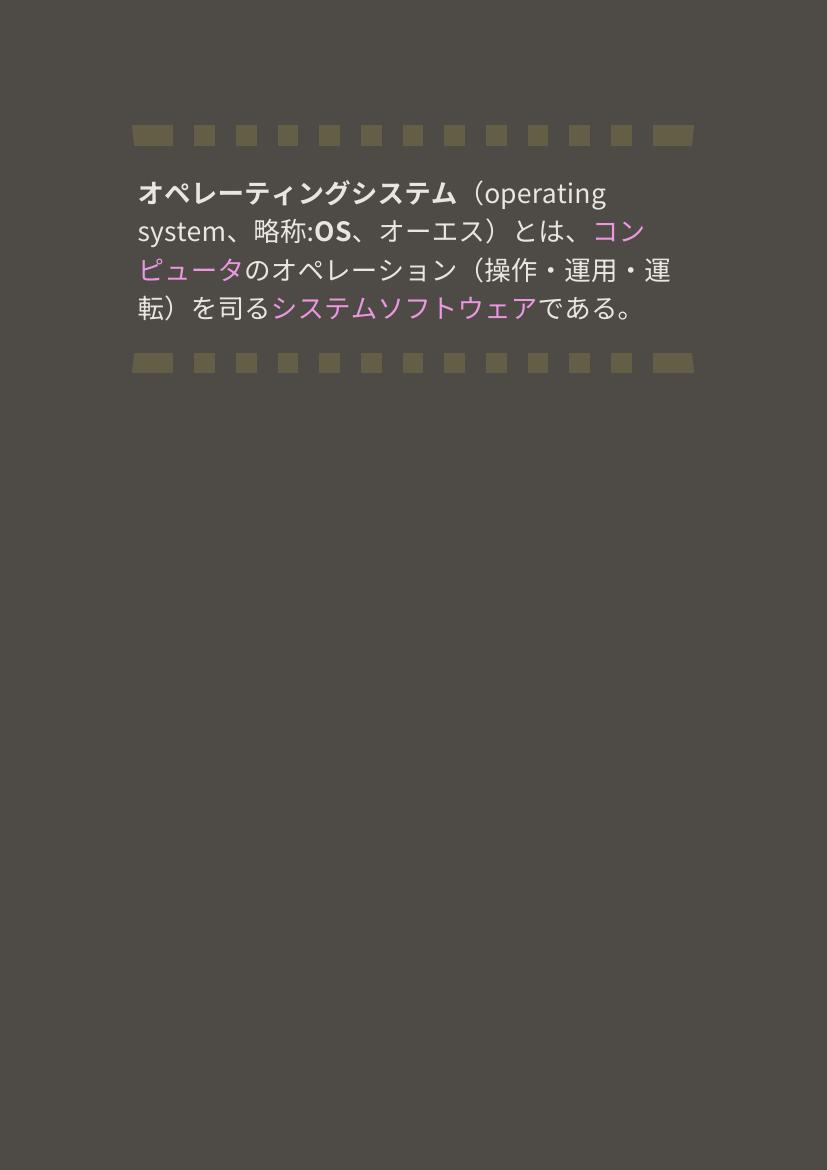 オペレーティングシステム（operating
system、略称:OS、オーエス）とは、コン
ピュータのオペレーション（操作・運用・運
転）を司るシステムソフトウェアである。